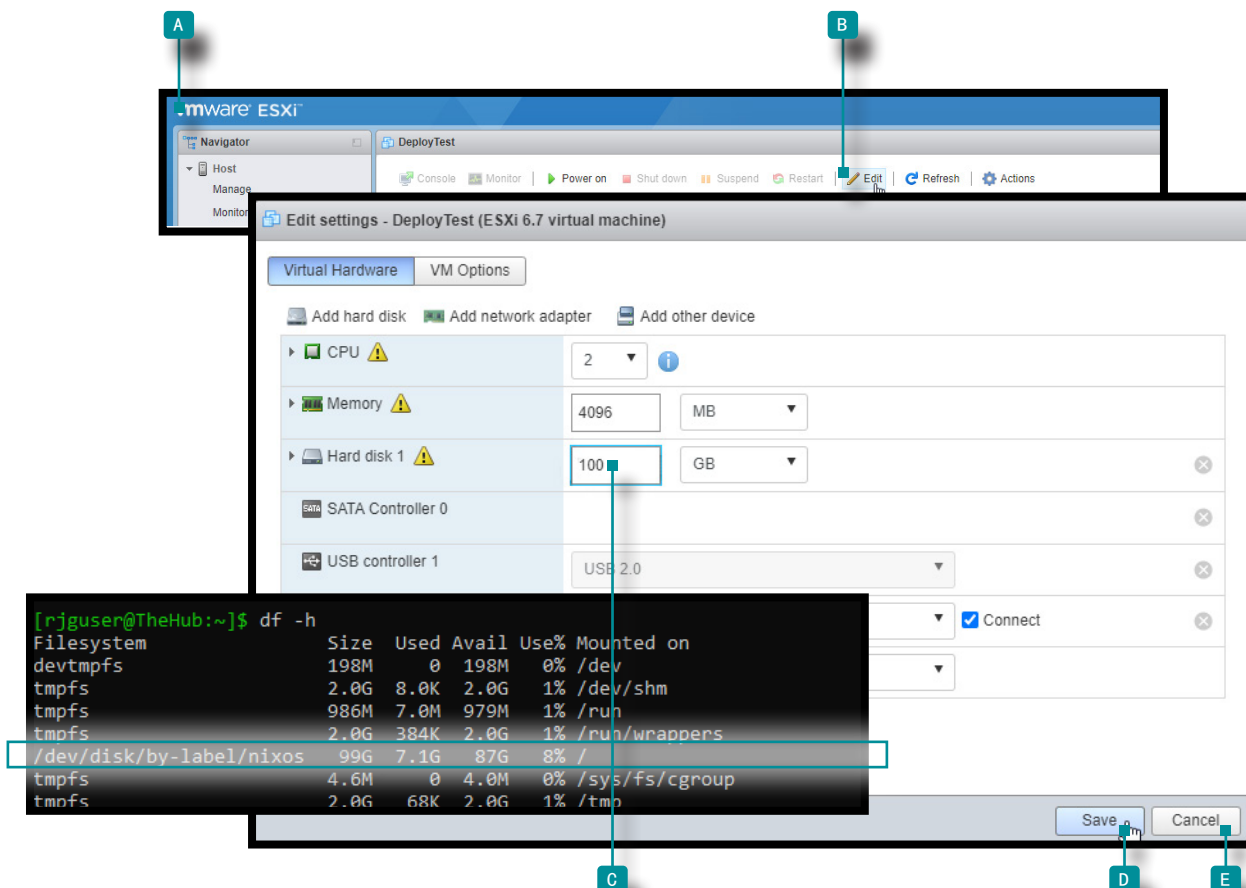 A
B
vmware ESXi™
Navigator
DeployTest
Host
Console Monitor Power on Shut down Suspend Restart Edit Refresh Actions
Manage
Monitor
Edit settings - DeployTest (ESXi 6.7 virtual machine)
Virtual Hardware VM Options
Add hard disk Add network adapter Add other device
CPU 2
Memory 4096 MB
Hard disk 1 100 GB
SATA SATA Controller 0
USB controller 1 USB 2.0
Connect
[rjguser@TheHub:~]$ df -h
Filesystem Size Used Avail Use% Mounted on
devtmpfs 198M 0 198M 0% /dev
tmpfs 2.0G 8.0K 2.0G 1% /dev/shm
tmpfs 986M 7.0M 979M 1% /run
tmpfs 2.0G 384K 2.0G 1% /run/wrappers
/dev/disk/by-label/nixos 99G 7.1G 87G 8% /
tmpfs 4.6M 0 4.0M 0% /sys/fs/cgroup
tmpfs 2.0G 68K 2.0G 1% /tmp
Save Cancel
C
D
E